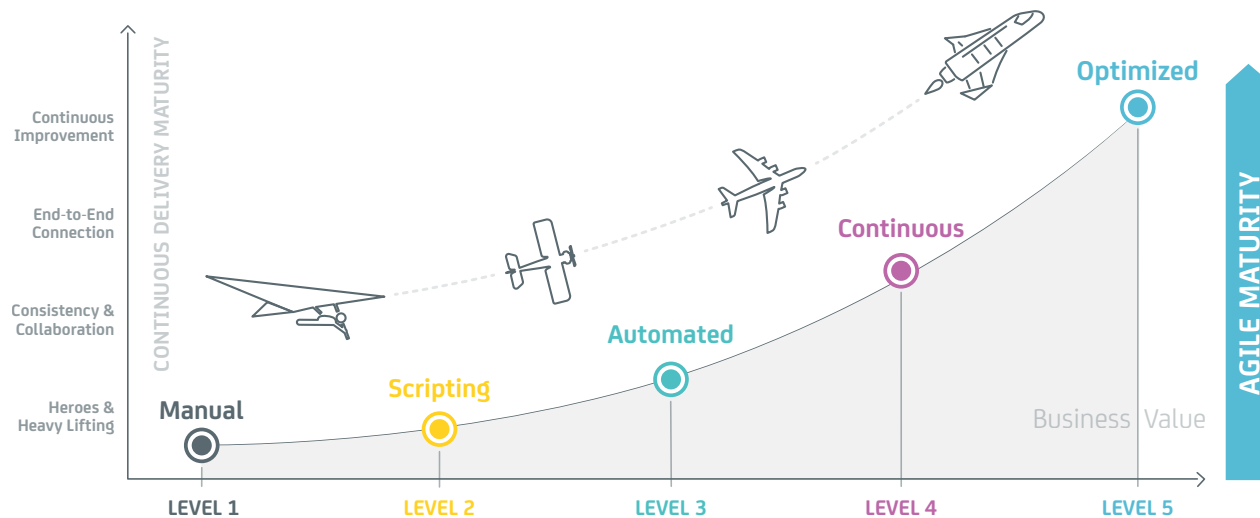 Continuous
Improvement
End-to-End
Connection
Consistency &
Collaboration
Heroes &
Heavy Lifting
CONTINUOUS DELIVERY MATURITY
Manual
Scripting
Automated
Continuous
Optimized
Business Value
LEVEL 1
LEVEL 2
LEVEL 3
LEVEL 4
LEVEL 5
AGILE MATURITY